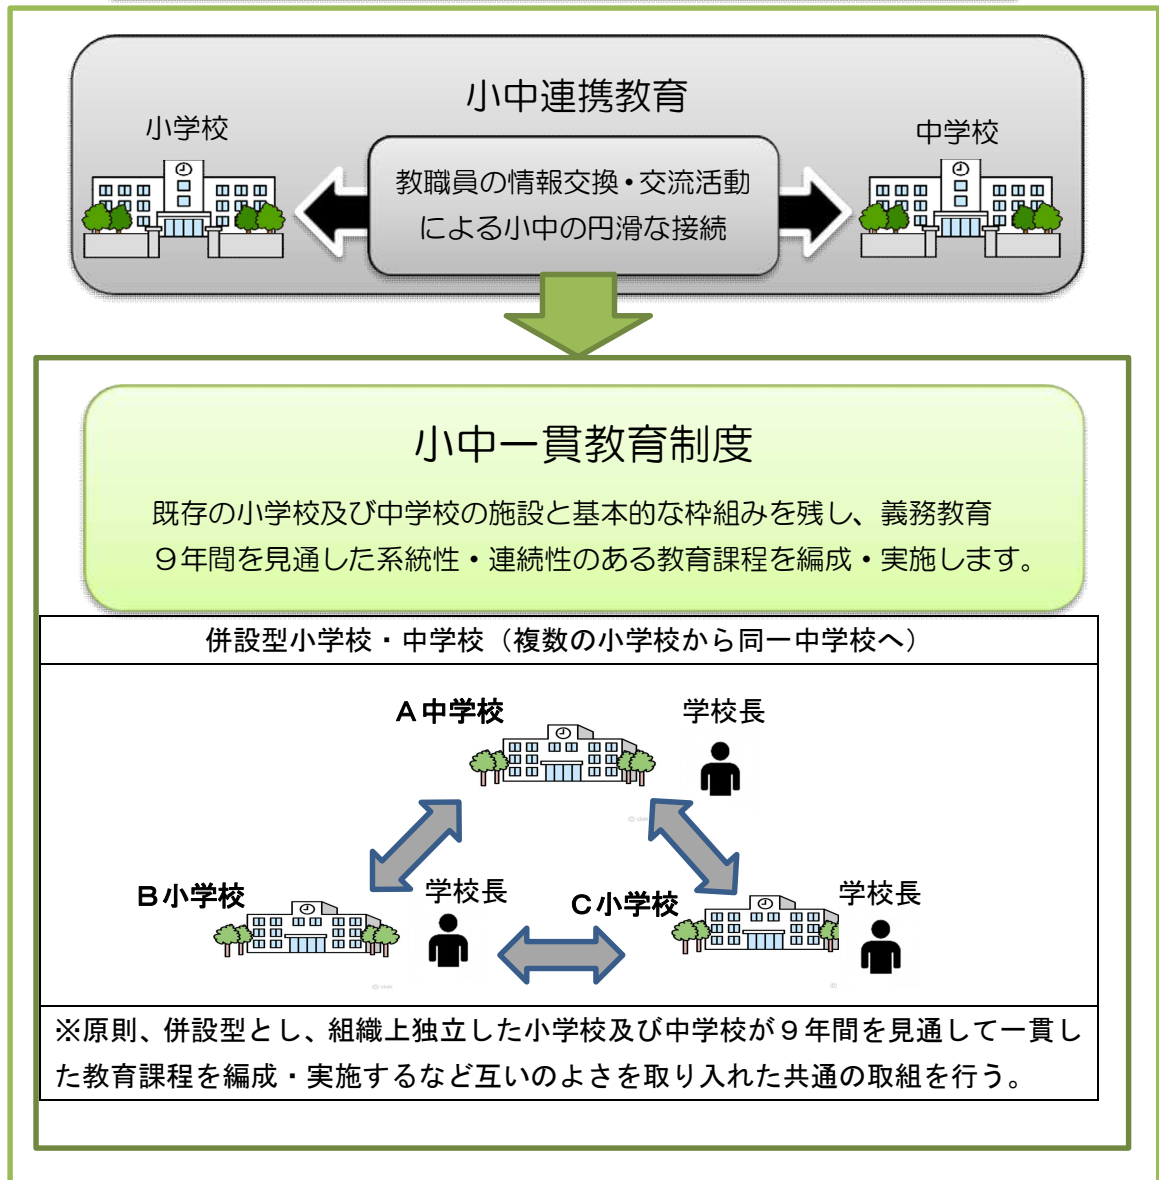 小中連携教育
小学校
中学校
教職員の情報交換・交流活動
による小中の円滑な接続
小中一貫教育制度
既存の小学校及び中学校の施設と基本的な枠組みを残し、義務教育
９年間を見通した系統性・連続性のある教育課程を編成・実施します。
併設型小学校・中学校（複数の小学校から同一中学校へ）
Ａ中学校
学校長
Ｂ小学校
学校長
Ｃ小学校
学校長
※原則、併設型とし、組織上独立した小学校及び中学校が９年間を見通して一貫し
た教育課程を編成・実施するなど互いのよさを取り入れた共通の取組を行う。